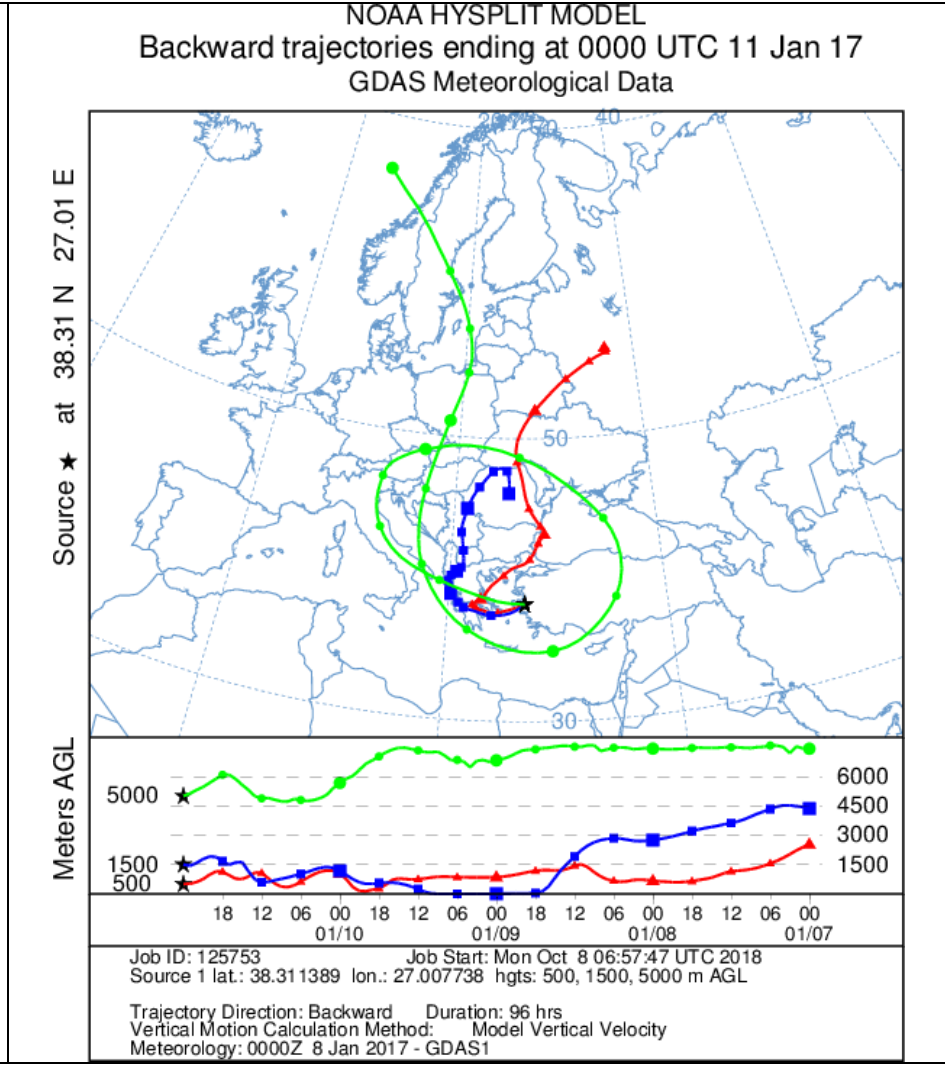 NOAA HYSPLIT MODEL
Backward trajectories ending at 0000 UTC 11 Jan 17
GDAS Meteorological Data
Source ★ at 38.31 N 27.01 E
40
50
30
Meters AGL
5000
1500
500
6000
4500
3000
1500
18 12 06 00 18 12 06 00 18 12 06 00 18 12 06 00
01/10 01/09 01/08 01/07
Job ID: 125753 Job Start: Mon Oct 8 06:57:47 UTC 2018
Source 1 lat.: 38.311389 lon.: 27.007738 hgts: 500, 1500, 5000 m AGL
Trajectory Direction: Backward Duration: 96 hrs
Vertical Motion Calculation Method: Model Vertical Velocity
Meteorology: 0000Z 8 Jan 2017 - GDAS1